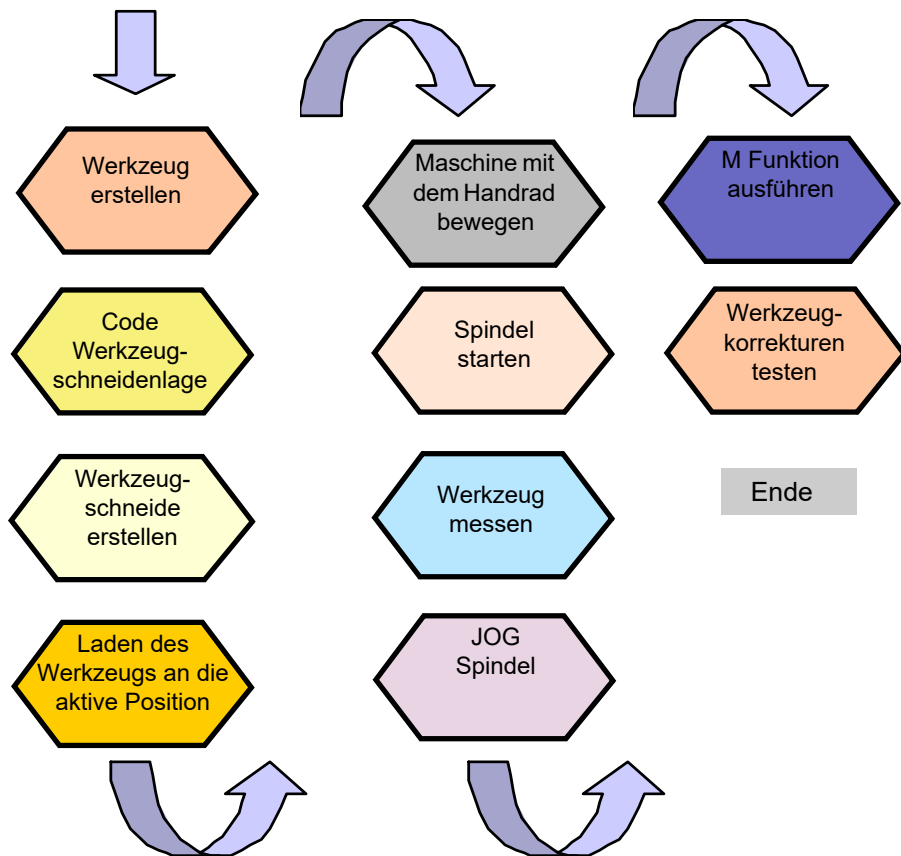 Werkzeug
erstellen
Code
Werkzeug-
schneidenlage
Werkzeug-
schneide
erstellen
Laden des
Werkzeugs an die
aktive Position
Maschine mit
dem Handrad
bewegen
Spindel
starten
Werkzeug
messen
JOG
Spindel
M Funktion
ausführen
Werkzeug-
korrekturen
testen
Ende